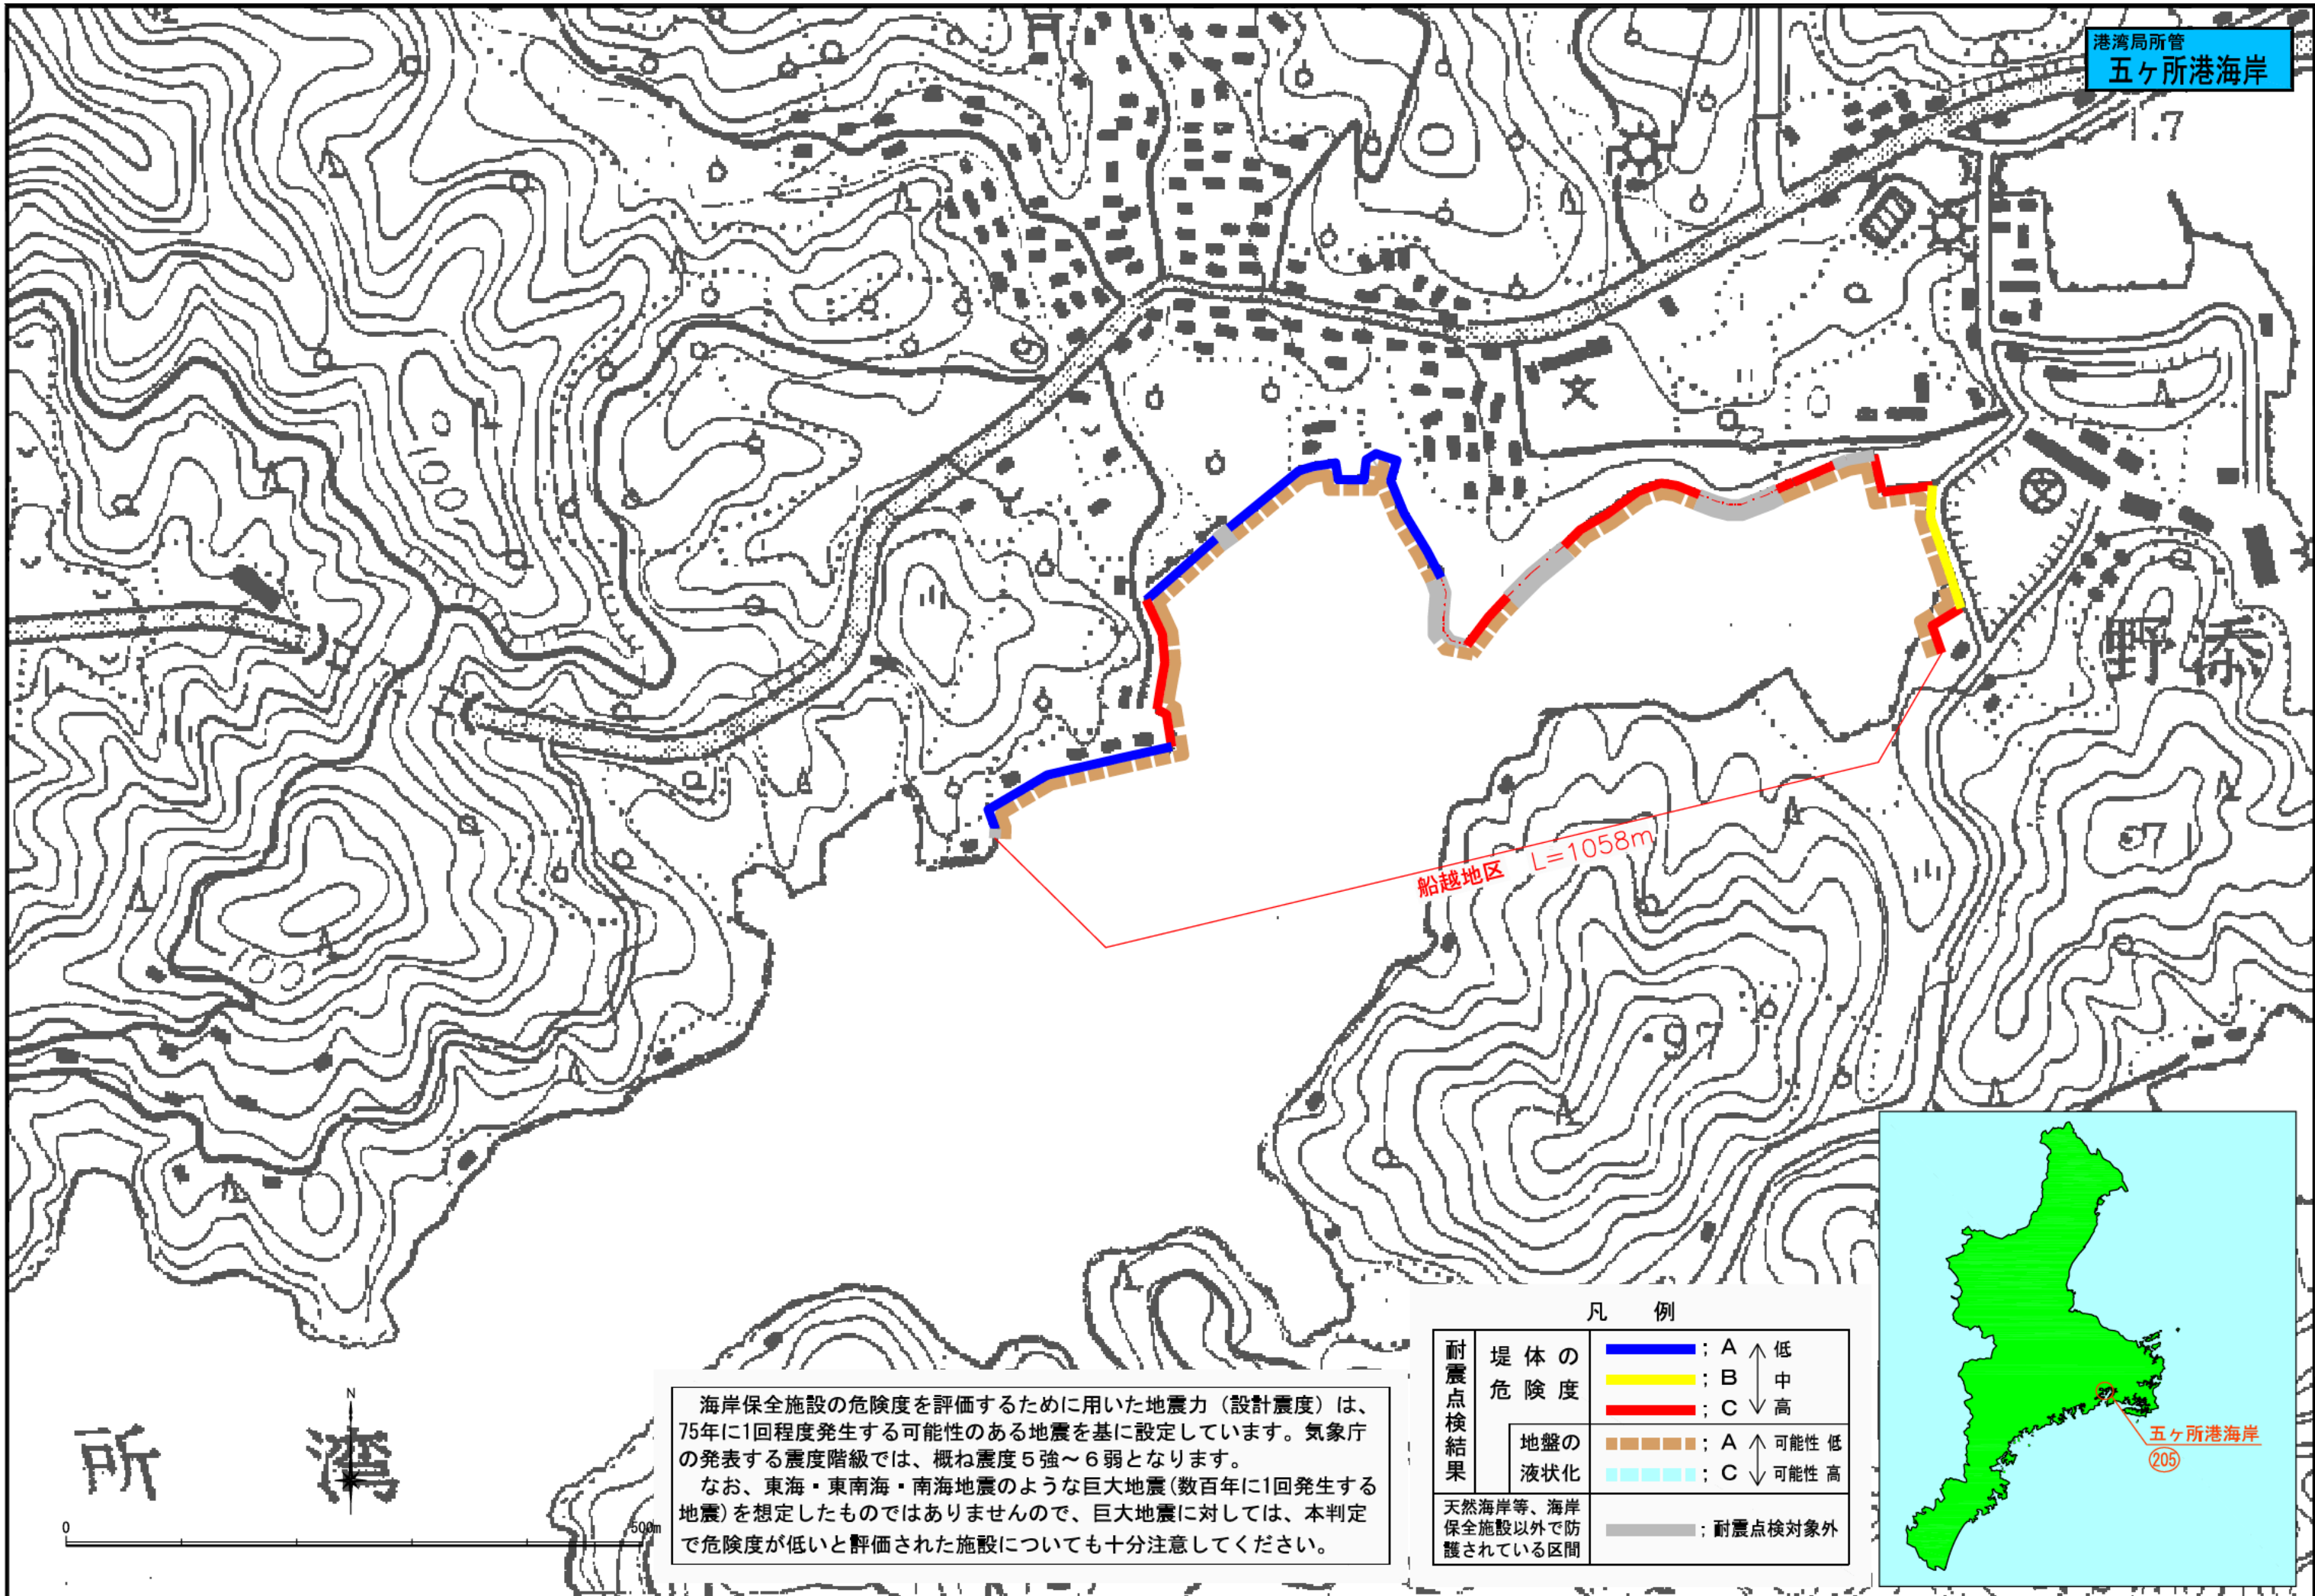 港湾局所管
五ヶ所港海岸
1.7
100
野添
97
船越地区 L=1058m
97
100
所湾
N
0
500m
海岸保全施設の危険度を評価するために用いた地震力（設計震度）は、
75年に1回程度発生する可能性のある地震を基に設定しています。気象庁
の発表する震度階級では、概ね震度５強～６弱となります。
なお、東海・東南海・南海地震のような巨大地震(数百年に1回発生する
地震)を想定したものではありませんので、巨大地震に対しては、本判定
で危険度が低いと評価された施設についても十分注意してください。
凡例
耐震点検結果
堤体の
危険度
; A 低
; B 中
; C 高
地盤の
液状化
; A 可能性 低
; C 可能性 高
天然海岸等、海岸
保全施設以外で防
護されている区間
; 耐震点検対象外
五ヶ所港海岸
205